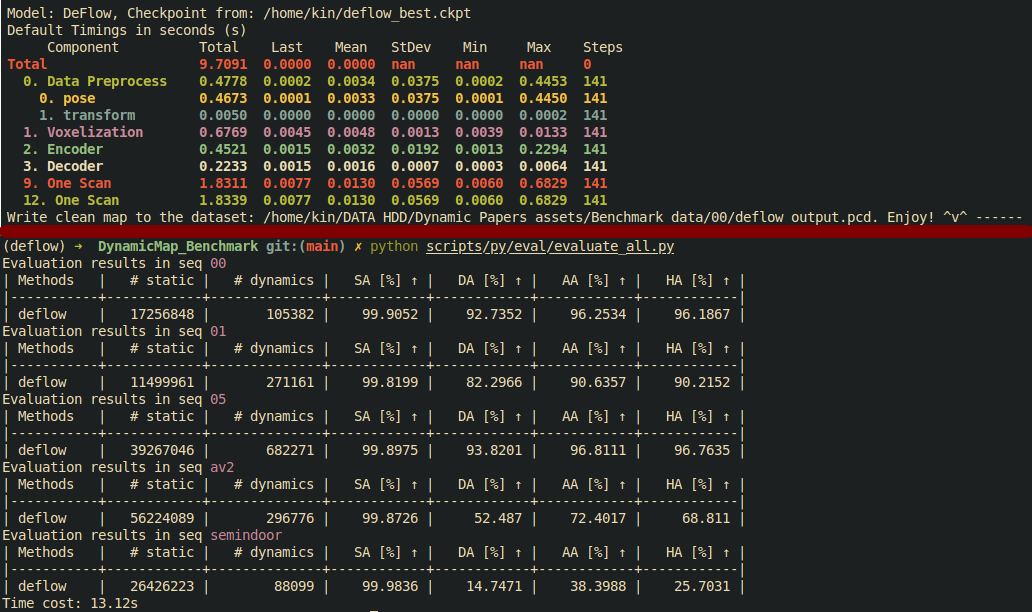 Model: DeFlow, Checkpoint from: /home/kin/deflow_best.ckpt
Default Timings in seconds (s)
     Component          Total   Last    Mean    StdDev   Min     Max    Steps
Total                   9.7091  0.0000  0.0000  nan     nan     nan     0
  0. Data Preprocess    0.4778  0.0002  0.0034  0.0375  0.0002  0.4453  141
    0. pose             0.4673  0.0001  0.0033  0.0375  0.0001  0.4450  141
    1. transform        0.0050  0.0000  0.0000  0.0000  0.0000  0.0002  141
  1. Voxelization       0.6769  0.0045  0.0048  0.0013  0.0039  0.0133  141
  2. Encoder            0.4521  0.0015  0.0032  0.0192  0.0013  0.2294  141
  3. Decoder            0.2233  0.0015  0.0016  0.0007  0.0003  0.0064  141
  9. One Scan           1.8311  0.0077  0.0130  0.0569  0.0060  0.6829  141
  12. One Scan          1.8339  0.0077  0.0130  0.0569  0.0060  0.6829  141
Write clean map to the dataset: /home/kin/DATA HDD/Dynamic Papers assets/Benchmark data/00/deflow output.pcd. Enjoy! ^v^ ------
(deflow) → DynamicMap_Benchmark git:(main) ✗ python scripts/py/eval/evaluate_all.py
Evaluation results in seq 00
| Methods   |   # static |   # dynamics |   SA [%] ↑ |   DA [%] ↑ |   AA [%] ↑ |   HA [%] ↑ |
|-----------+------------+--------------+------------+------------+------------+------------|
| deflow    |   17256848 |       105382 |    99.9052 |    92.7352 |    96.2534 |    96.1867 |
Evaluation results in seq 01
| Methods   |   # static |   # dynamics |   SA [%] ↑ |   DA [%] ↑ |   AA [%] ↑ |   HA [%] ↑ |
|-----------+------------+--------------+------------+------------+------------+------------|
| deflow    |   11499961 |       271161 |    99.8199 |    82.2966 |    90.6357 |    90.2152 |
Evaluation results in seq 05
| Methods   |   # static |   # dynamics |   SA [%] ↑ |   DA [%] ↑ |   AA [%] ↑ |   HA [%] ↑ |
|-----------+------------+--------------+------------+------------+------------+------------|
| deflow    |   39267046 |       682271 |    99.8975 |    93.8201 |    96.8111 |    96.7635 |
Evaluation results in seq av2
| Methods   |   # static |   # dynamics |   SA [%] ↑ |   DA [%] ↑ |   AA [%] ↑ |   HA [%] ↑ |
|-----------+------------+--------------+------------+------------+------------+------------|
| deflow    |   56224089 |       296776 |    99.8726 |     52.487 |    72.4017 |     68.811 |
Evaluation results in seq semindoor
| Methods   |   # static |   # dynamics |   SA [%] ↑ |   DA [%] ↑ |   AA [%] ↑ |   HA [%] ↑ |
|-----------+------------+--------------+------------+------------+------------+------------|
| deflow    |   26426223 |        88099 |    99.9836 |    14.7471 |    38.3988 |    25.7031 |
Time cost: 13.12s